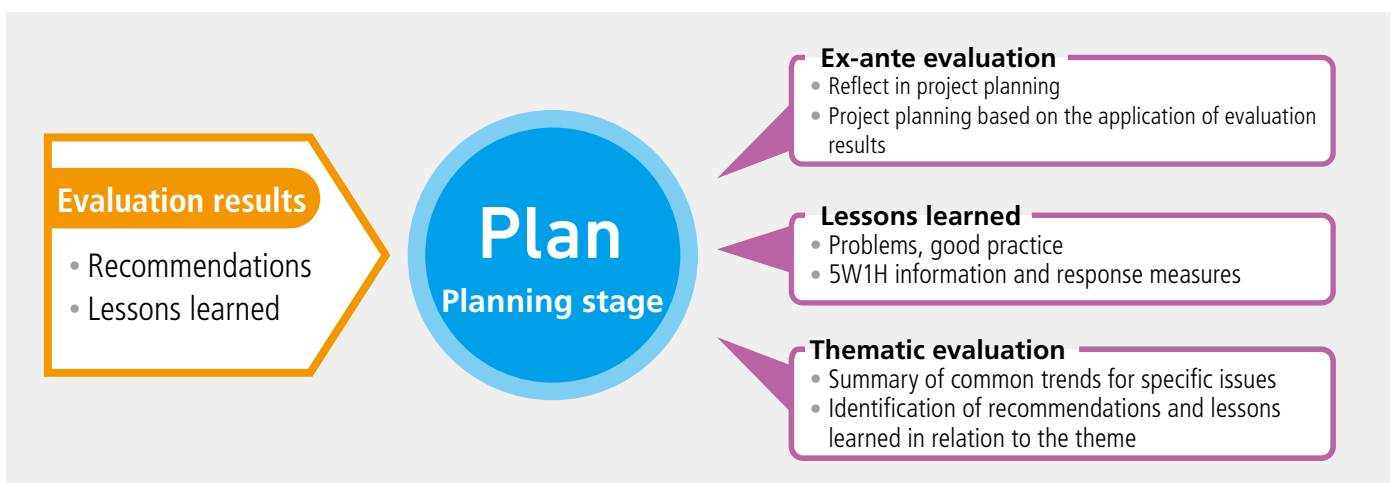 Evaluation results
• Recommendations
• Lessons learned
Plan
Planning stage
Ex-ante evaluation
• Reflect in project planning
• Project planning based on the application of evaluation
results
Lessons learned
• Problems, good practice
• 5W1H information and response measures
Thematic evaluation
• Summary of common trends for specific issues
• Identification of recommendations and lessons
learned in relation to the theme